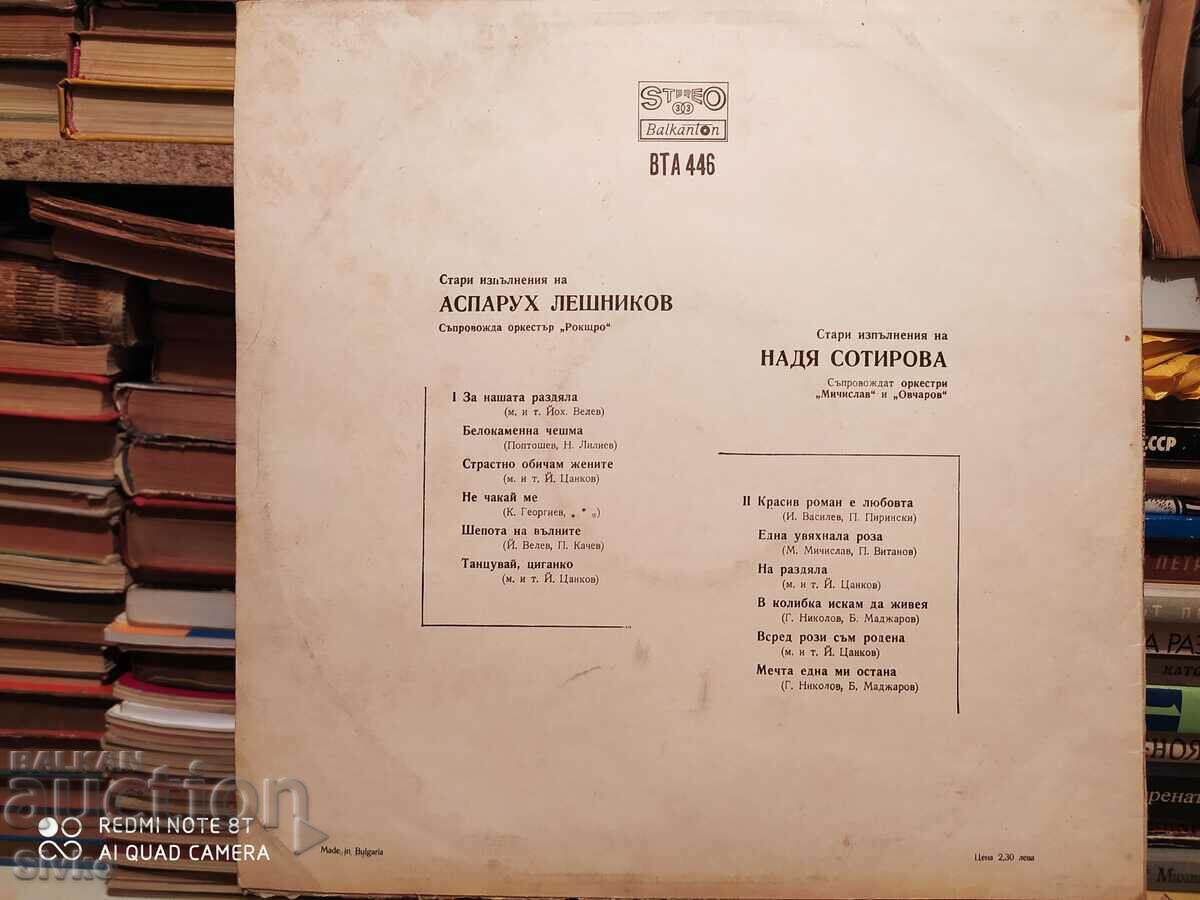 STEREO
33
Balkanton
ВТА 446
Стари изпълнения на
АСПАРУХ ЛЕШНИКОВ
Съпровожда оркестър „Рокщро“
I За нашата раздяла
(м. и т. Йох. Велев)
Белокаменна чешма
(Поптошев, Н. Лилиев)
Страстно обичам жените
(м. и т. Й. Цанков)
Не чакай ме
(К. Георгиев, „ * „)
Шепота на вълните
(Й. Велев, П. Качев)
Танцувай, циганко
(м. и т. Й. Цанков)
Стари изпълнения на
НАДЯ СОТИРОВА
Съпровождат оркестри
„Мичислав“ и „Овчаров“
II Красив роман е любовта
(И. Василев, П. Пирински)
Една увяхнала роза
(М. Мичислав, П. Витанов)
На раздяла
(м. и т. Й. Цанков)
В колибка искам да живея
(Г. Николов, Б. Маджаров)
Всред рози съм родена
(м. и т. Й. Цанков)
Мечта една ми остана
(Г. Николов, Б. Маджаров)
Made in Bulgaria
Цена 2,30 лева
СССР
BALKAN
auction
REDMI NOTE 8T
AI QUAD CAMERA
sivke